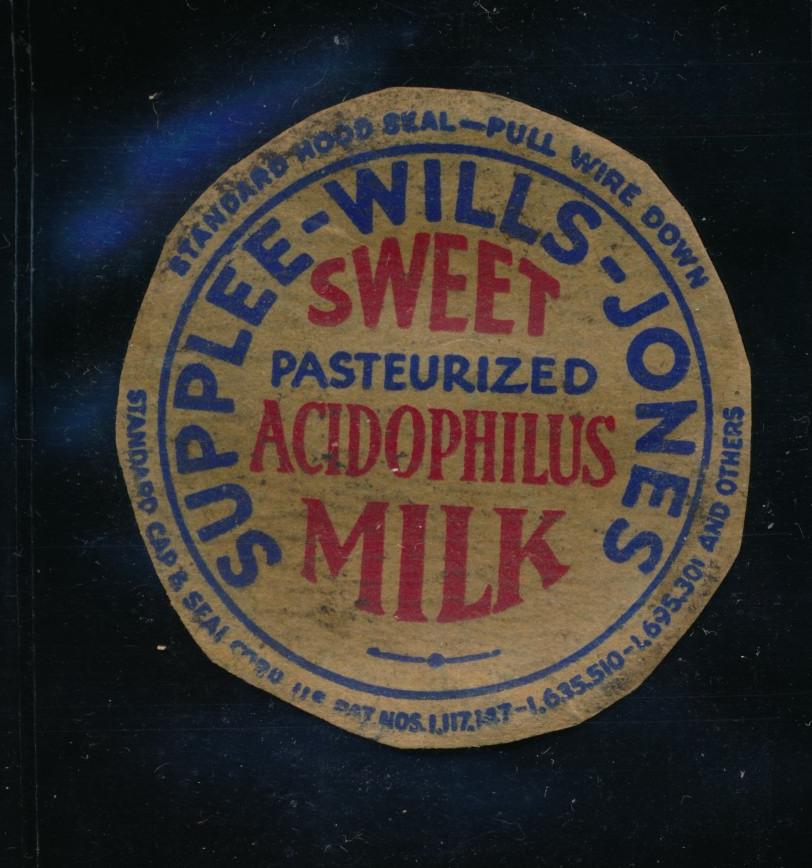 STANDARD HOOD SEAL—PULL WIRE DOWN
SUPPLEE-WILLS-JONES
SWEET
PASTEURIZED
ACIDOPHILUS
MILK
STANDARD CAP & SEAL CORP. U.S. PAT. NOS. 1,117,147-1,635,510-1,695,301 AND OTHERS